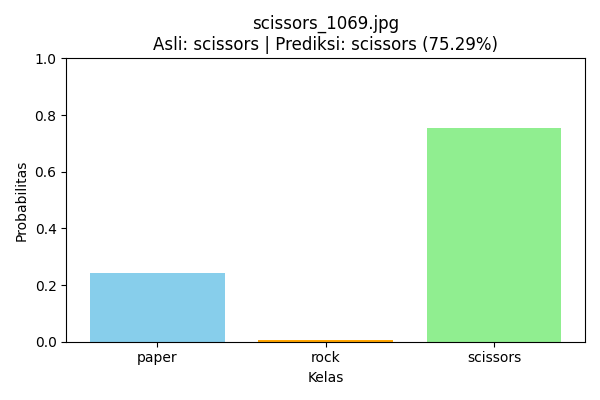 scissors_1069.jpg
Asli: scissors | Prediksi: scissors (75.29%)
1.0
0.8
0.6
0.4
0.2
0.0
Probabilitas
paper
rock
scissors
Kelas